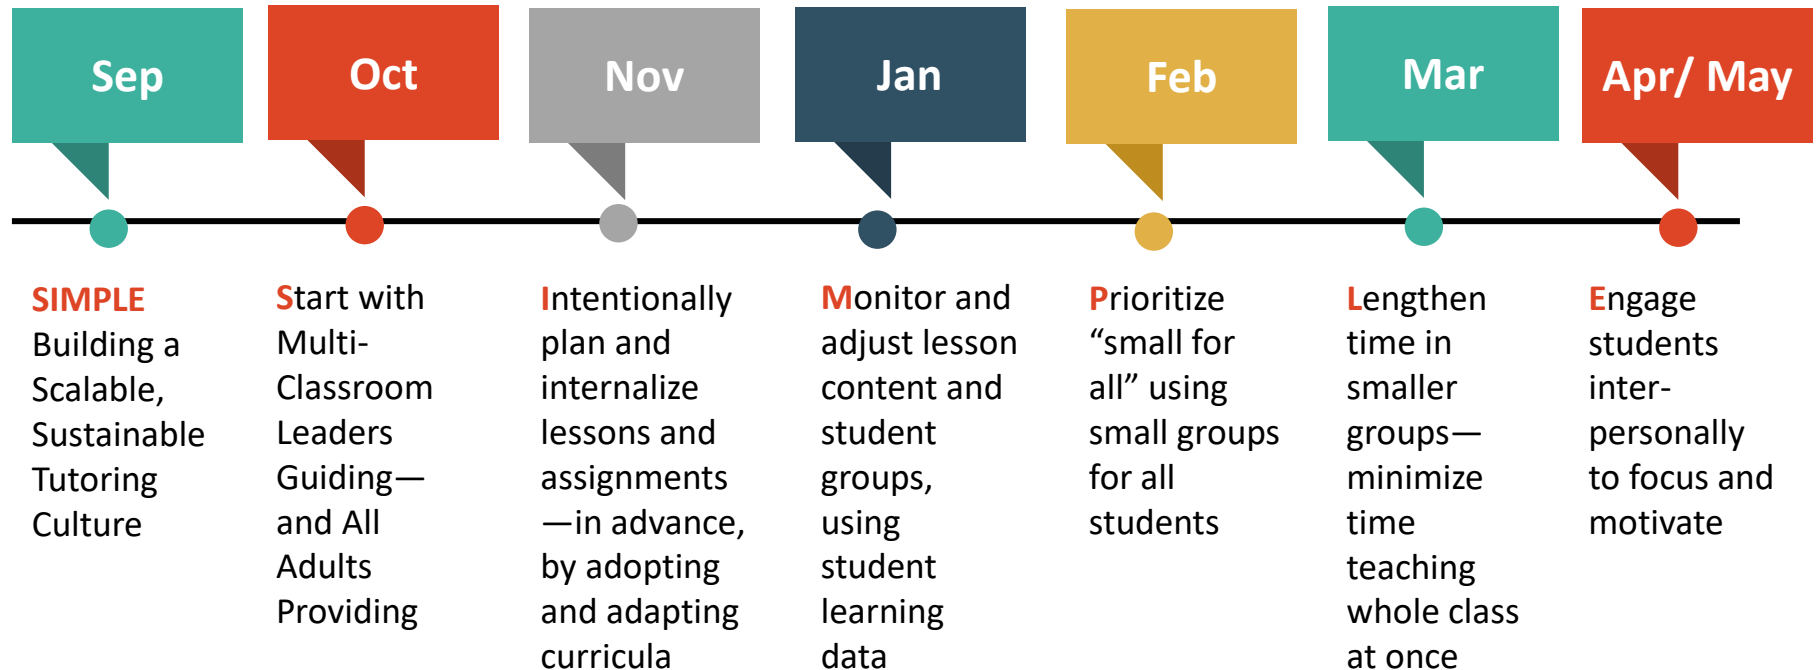 Sep
Oct
Nov
Jan
Feb
Mar
Apr/ May
SIMPLE
Building a
Scalable,
Sustainable
Tutoring
Culture
Start with
Multi-
Classroom
Leaders
Guiding—
and All
Adults
Providing
Intentionally
plan and
internalize
lessons and
assignments
—in advance,
by adopting
and adapting
curricula
Monitor and
adjust lesson
content and
student
groups,
using
student
learning
data
Prioritize
“small for
all” using
small groups
for all
students
Lengthen
time in
smaller
groups—
minimize
time
teaching
whole class
at once
Engage
students
inter-
personally
to focus and
motivate